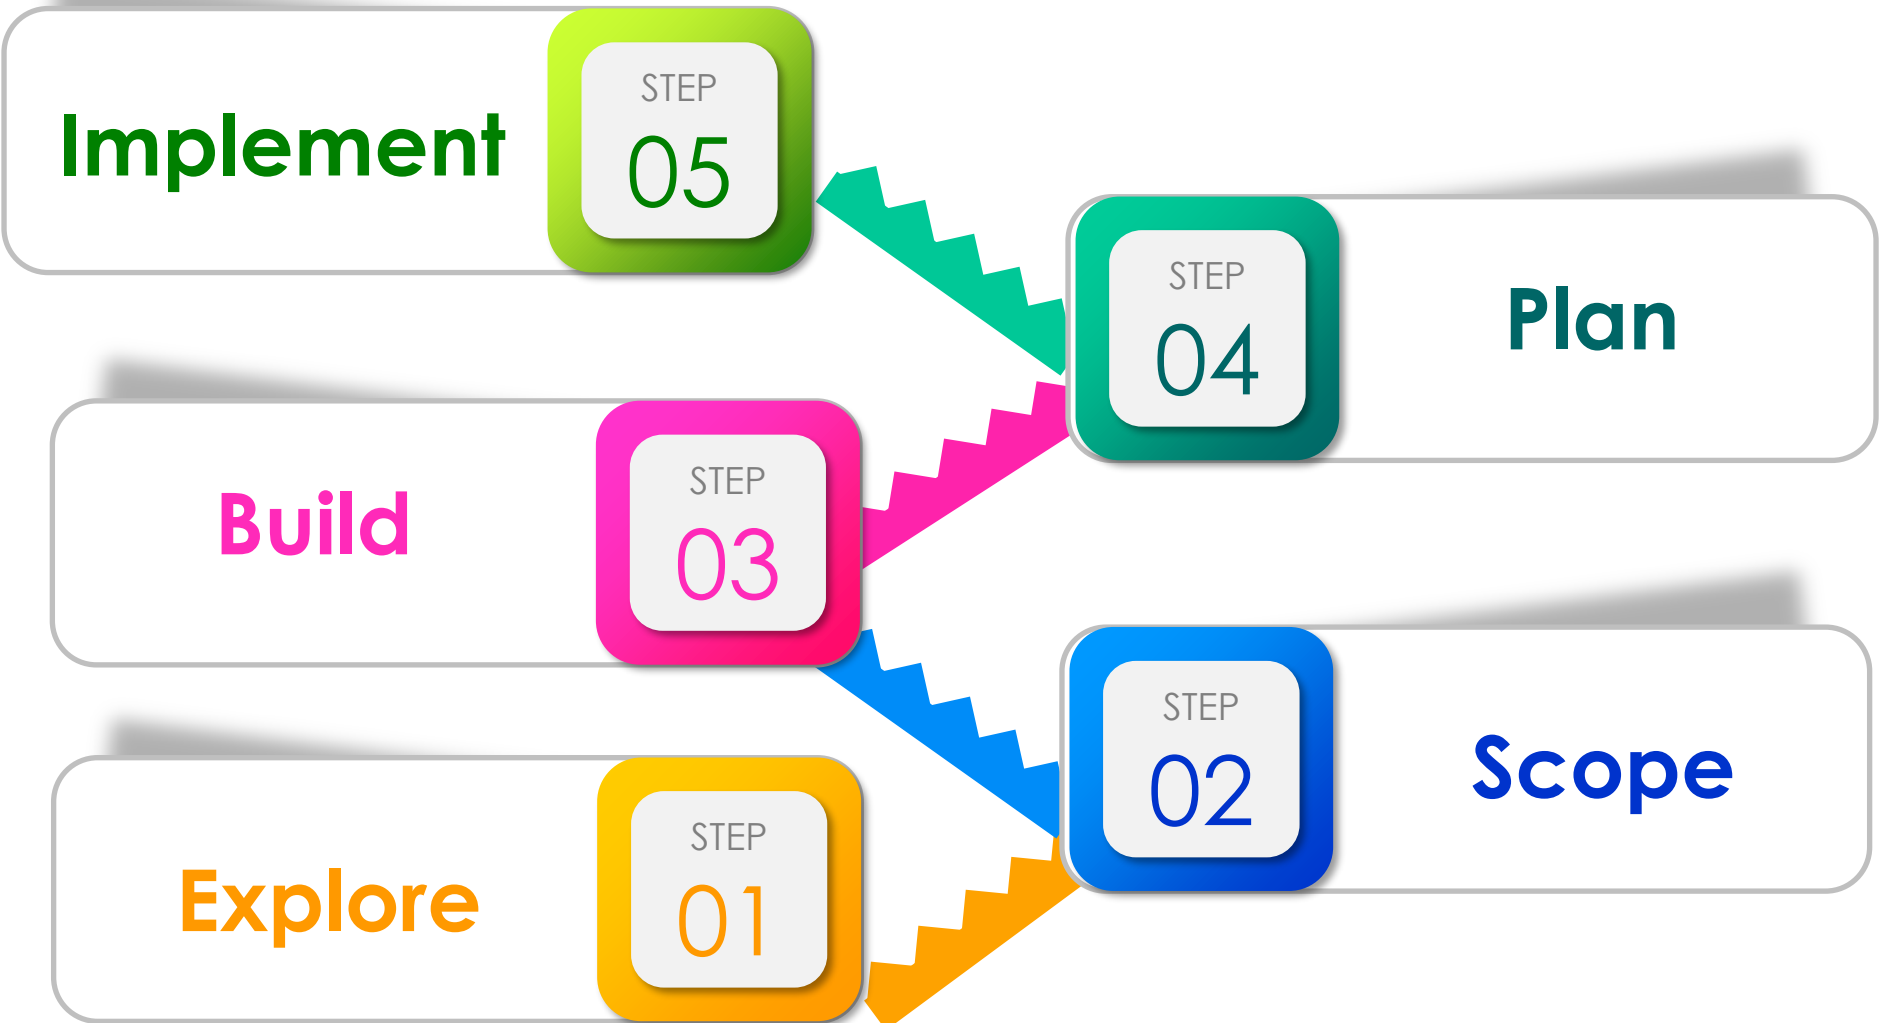 Implement
STEP
05
STEP
04
Plan
Build
STEP
03
STEP
02
Scope
Explore
STEP
01